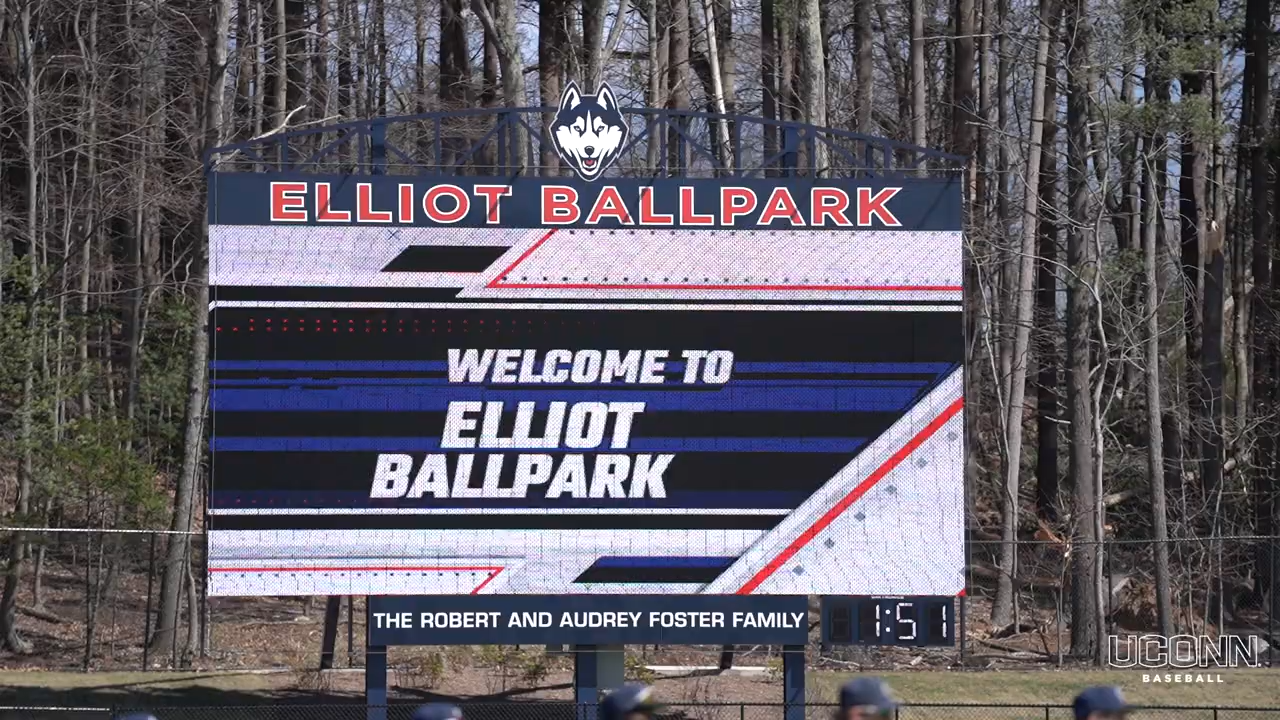 ELLIOT BALLPARK
WELCOME TO
ELLIOT
BALLPARK
THE ROBERT AND AUDREY FOSTER FAMILY
1:51
UCONN
BASEBALL